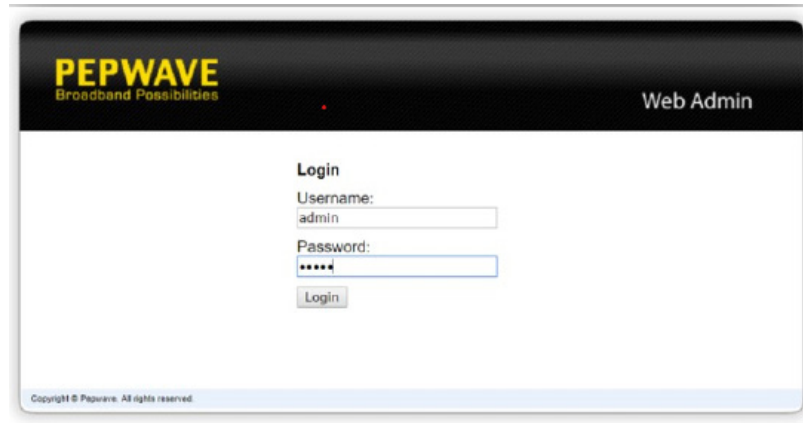 PEPWAVE
Broadband Possibilities
Web Admin
Login
Username:
admin
Password:
•••••
Login
Copyright © Pepwave. All rights reserved.